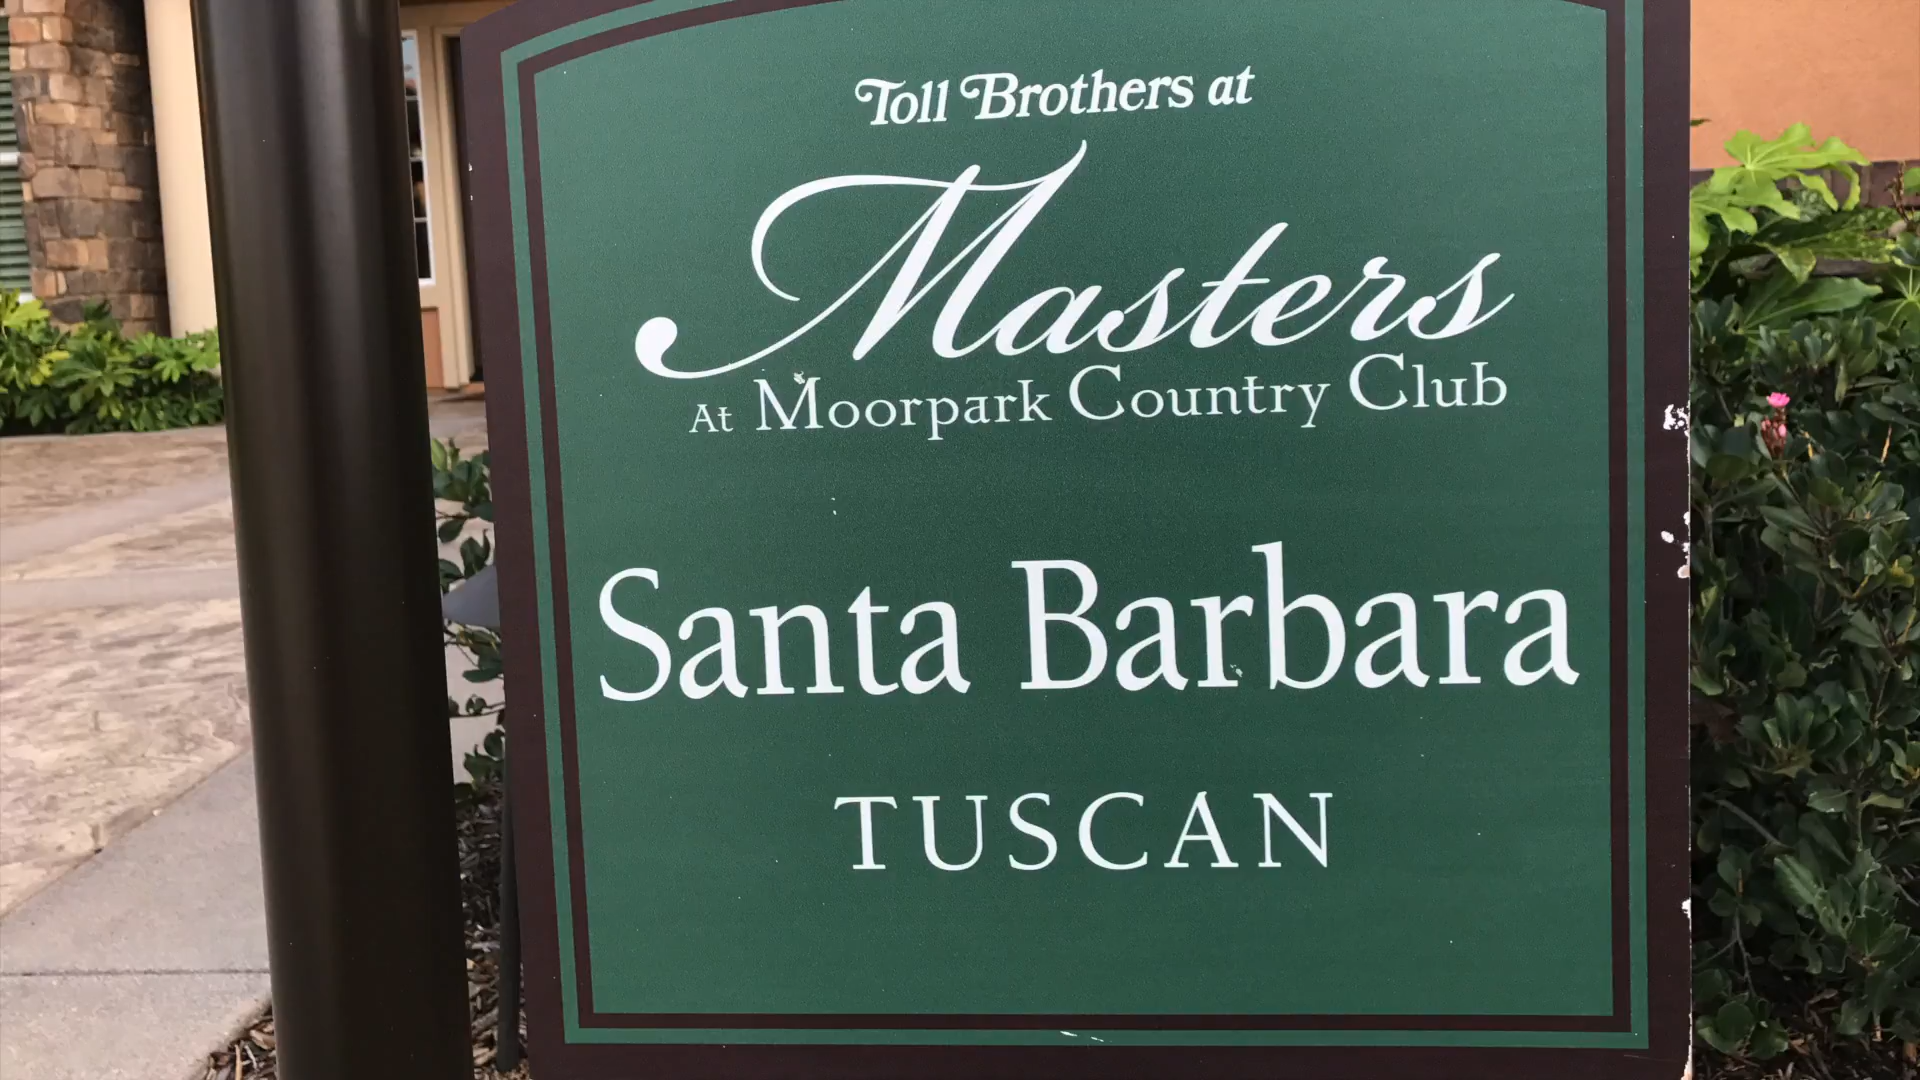 Toll Brothers at
Masters
At Moorpark Country Club
Santa Barbara
TUSCAN